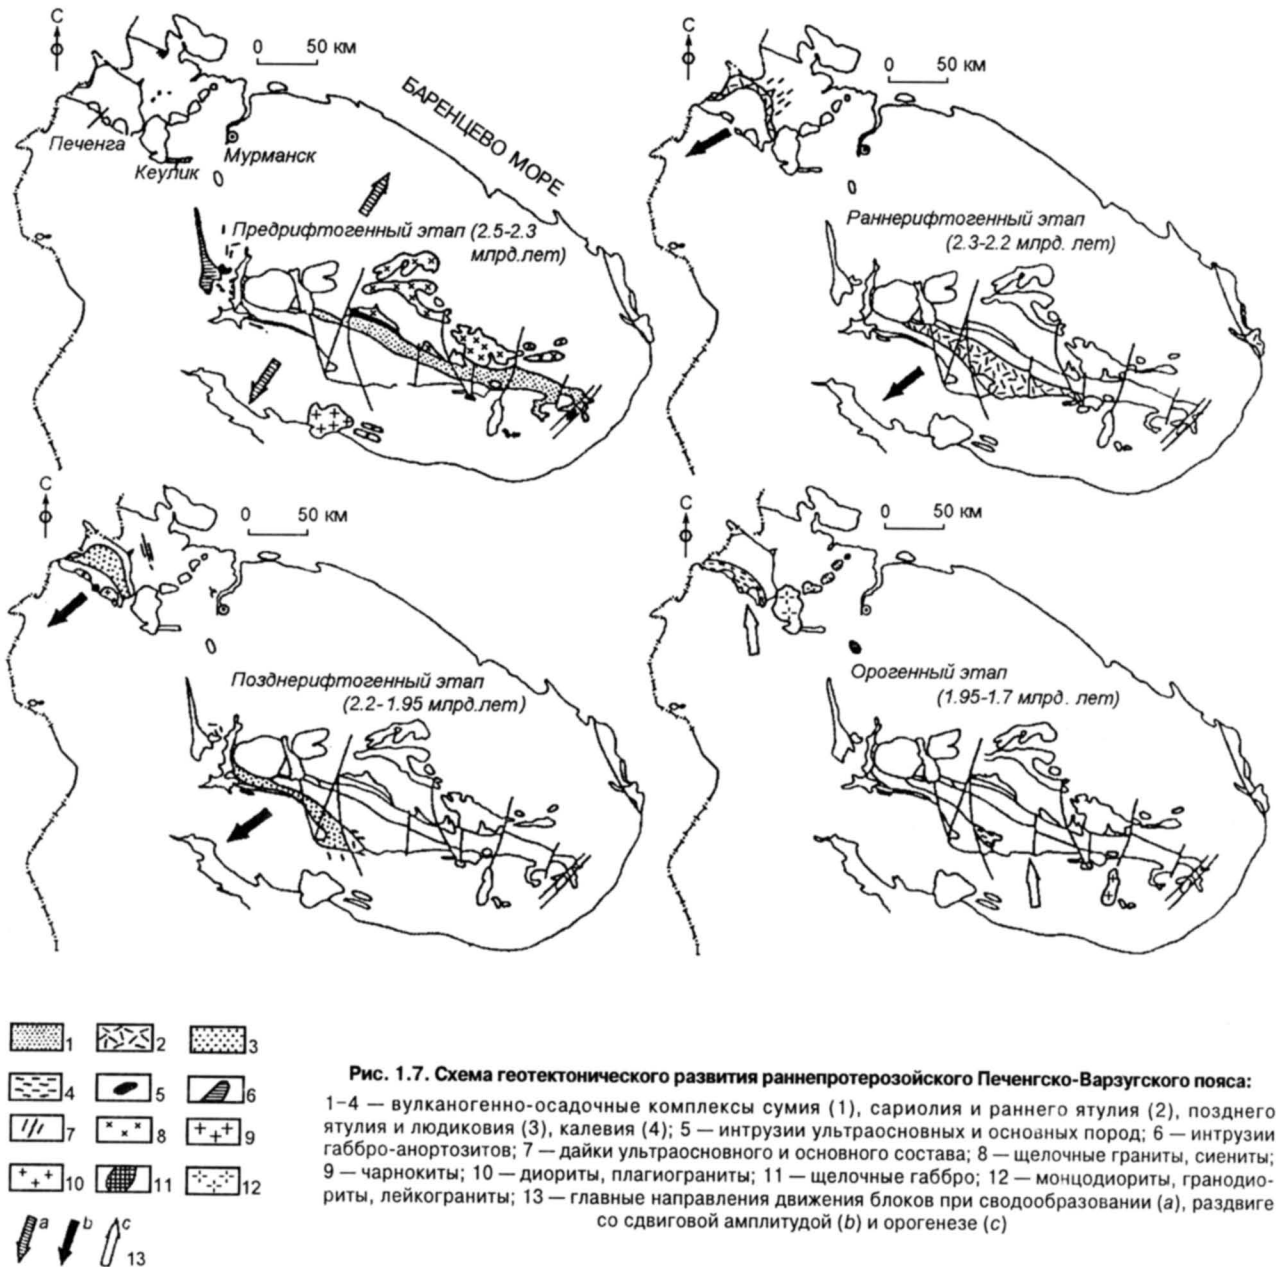 С
0 50 км
БАРЕНЦЕВО МОРЕ
Печенга
Мурманск
Кеулик
Предрифтогенный этап (2.5-2.3
млрд.лет)
С
0 50 км
Раннерифтогенный этап
(2.3-2.2 млрд. лет)
С
0 50 км
Позднерифтогенный этап
(2.2-1.95 млрд.лет)
С
0 50 км
Орогенный этап
(1.95-1.7 млрд. лет)
1 2 3
4 5 6
7 8 9
10 11 12
a b c 13
Рис. 1.7. Схема геотектонического развития раннепротерозойского Печенгско-Варзугского пояса:
1–4 — вулканогенно-осадочные комплексы сумия (1), сариолия и раннего ятулия (2), позднего
ятулия и людиковия (3), калевия (4); 5 — интрузии ультраосновных и основных пород; 6 — интрузии
габбро-анортозитов; 7 — дайки ультраосновного и основного состава; 8 — щелочные граниты, сиениты;
9 — чарнокиты; 10 — диориты, плагиограниты; 11 — щелочные габбро; 12 — монцодиориты, гранодио-
риты, лейкограниты; 13 — главные направления движения блоков при сводообразовании (a), раздвиге
со сдвиговой амплитудой (b) и орогенезе (c)